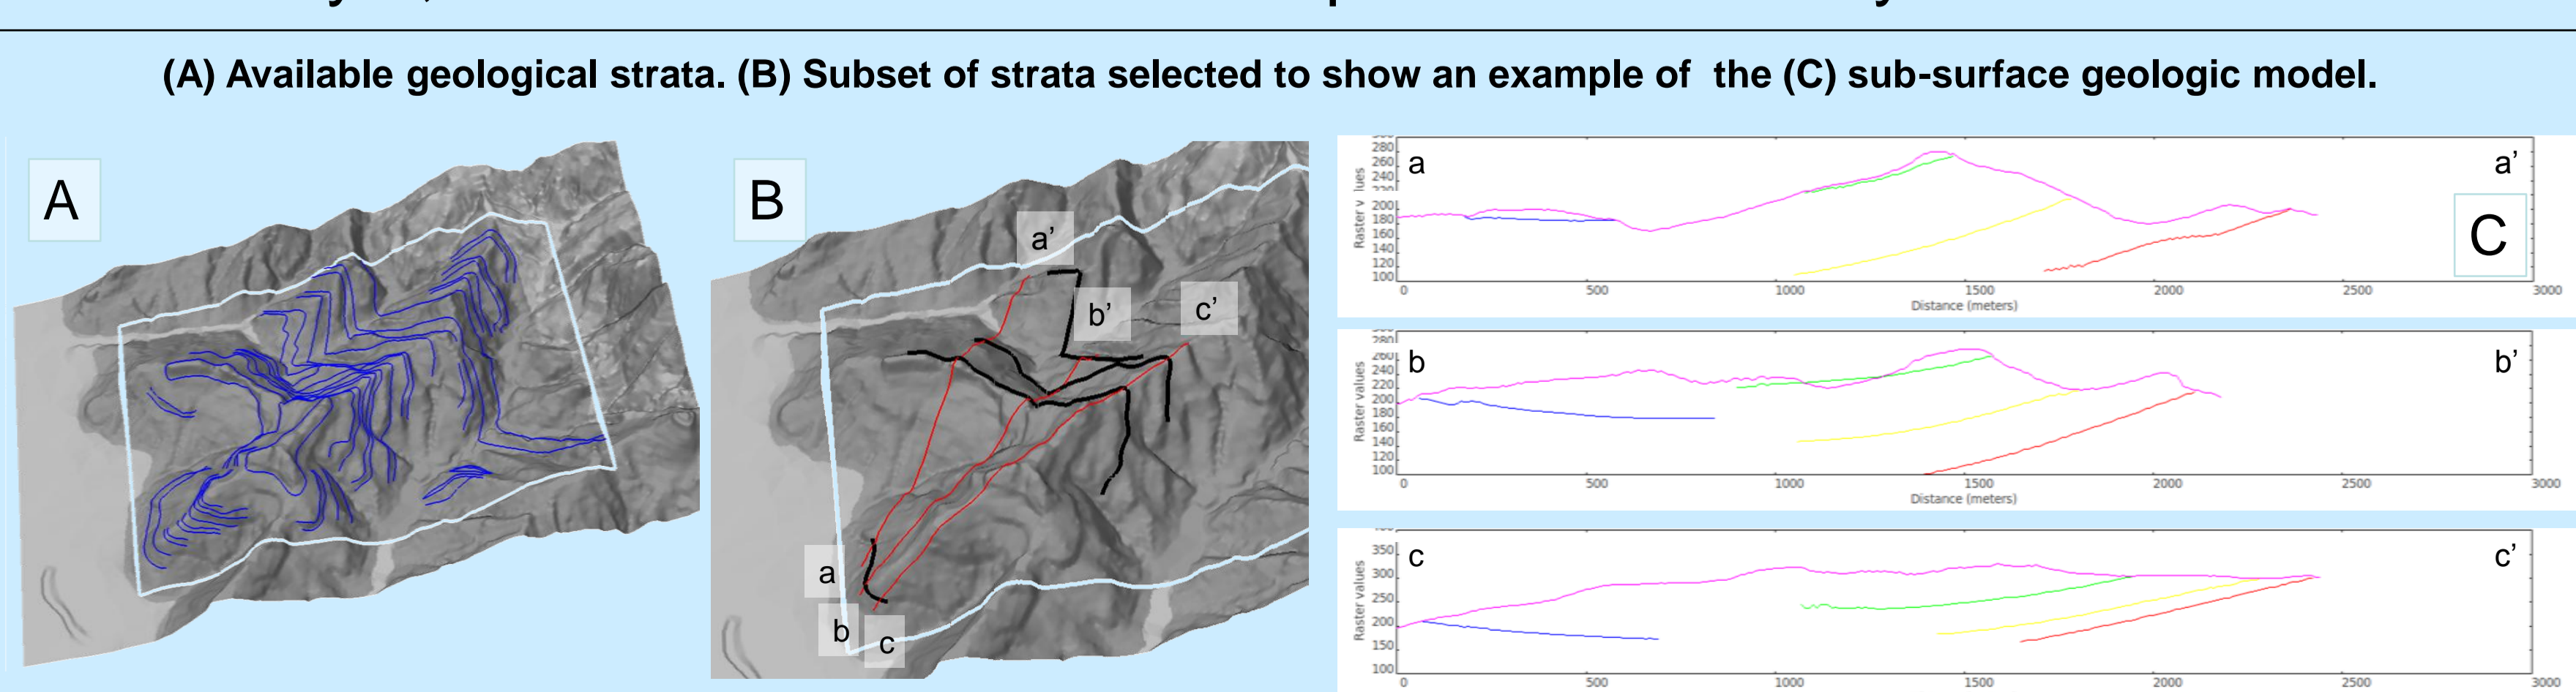 (A) Available geological strata. (B) Subset of strata selected to show an example of  the (C) sub-surface geologic model.
A
B
a'
b'
c'
a
b
c
C
a
a'
280
260
240
220
200
180
160
140
120
100
0 500 1000 1500 2000 2500 3000
Distance (meters)
b
b'
Raster values
280
260
240
220
200
180
160
140
120
100
0 500 1000 1500 2000 2500 3000
Distance (meters)
c
c'
Raster values
350
300
250
200
150
100
0 500 1000 1500 2000 2500 3000